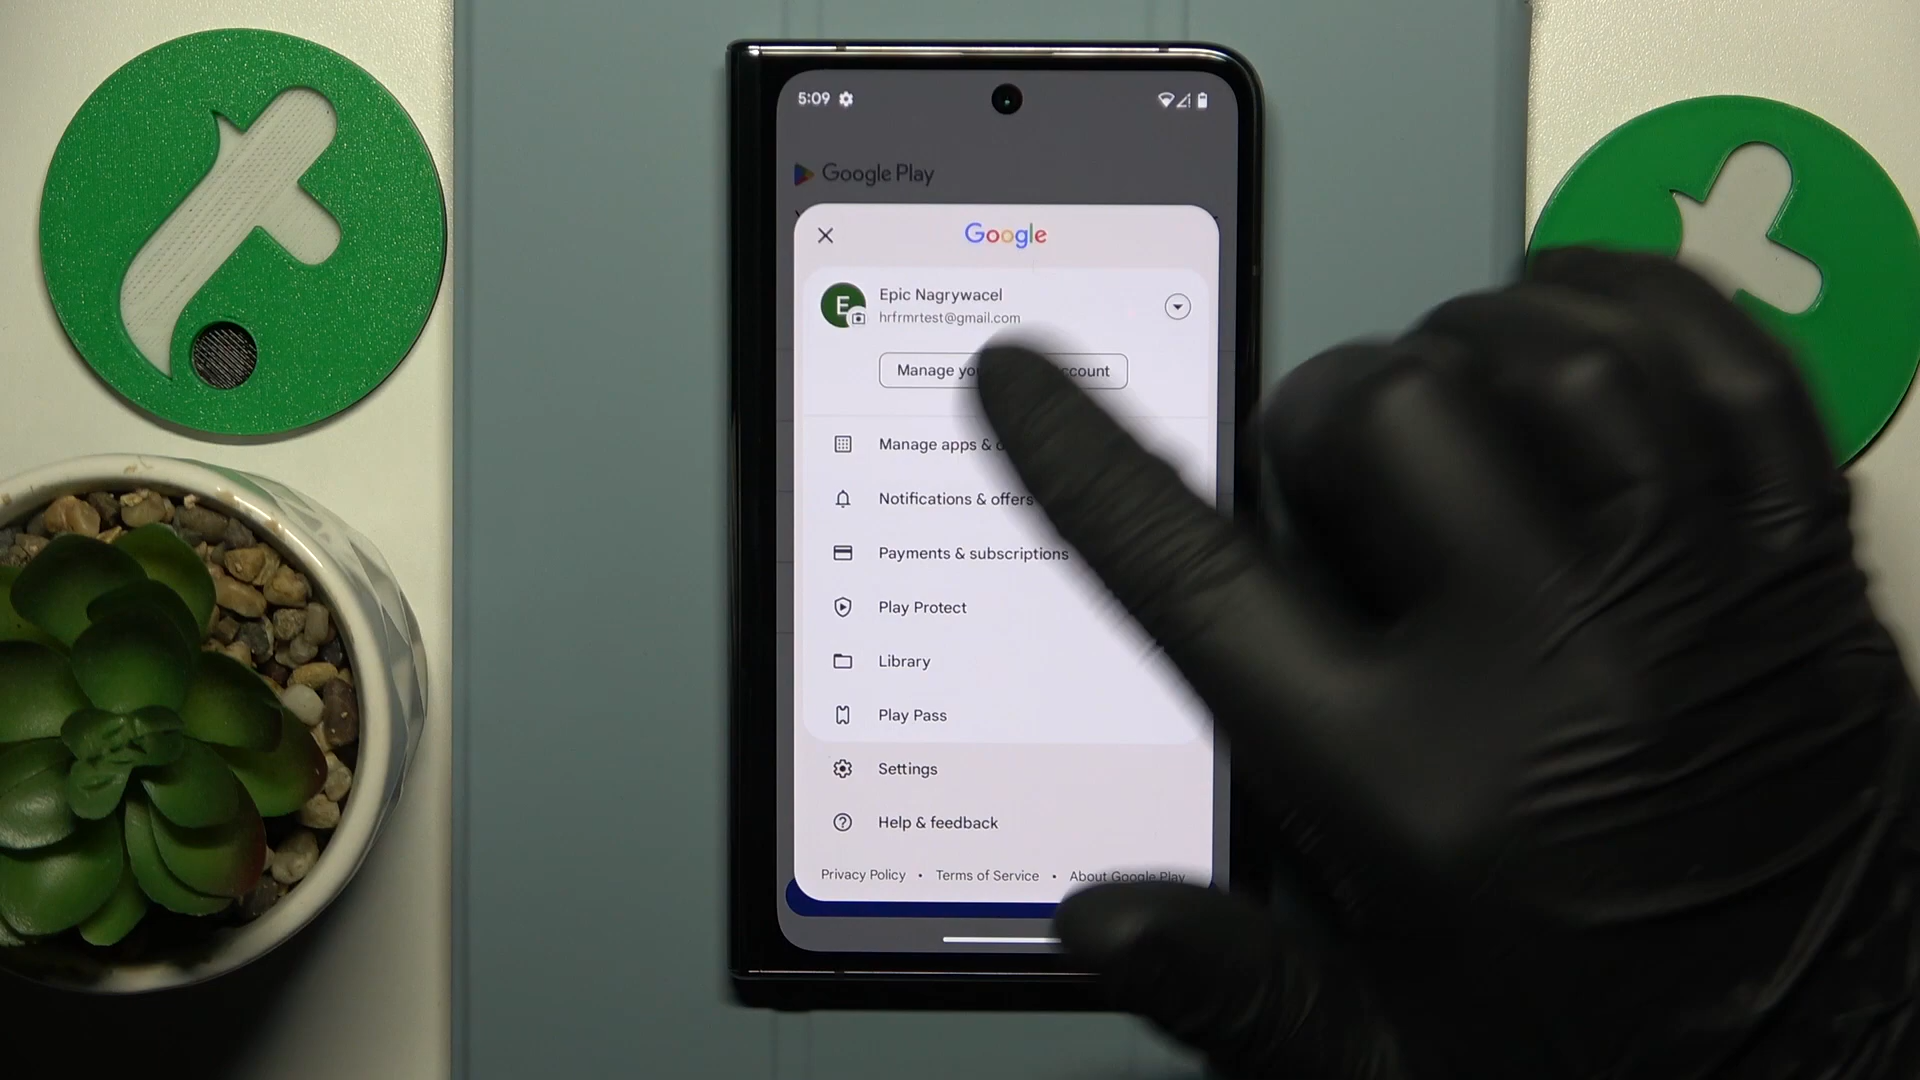 5:09
Google Play
Google
E
Epic Nagrywacel
hrfrmrtest@gmail.com
Manage ccount
Manage apps &
Notifications & offers
Payments & subscriptions
Play Protect
Library
Play Pass
Settings
Help & feedback
Privacy Policy • Terms of Service • About Google Play